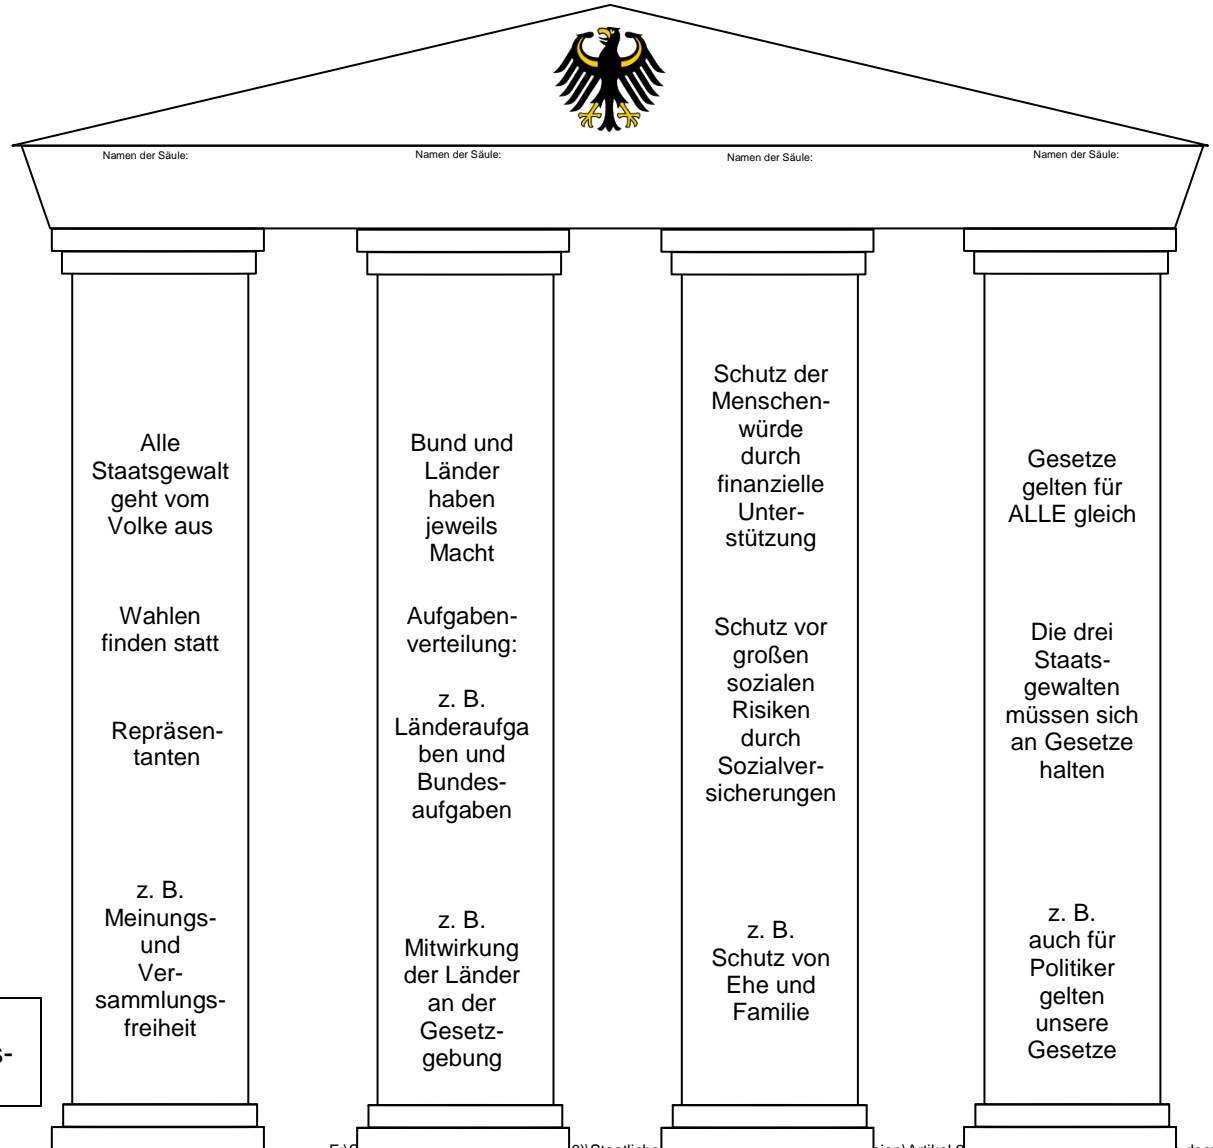 Namen der Säule:
Namen der Säule:
Namen der Säule:
Namen der Säule:
Alle
Staatsgewalt
geht vom
Volke aus
Wahlen
finden statt
Repräsen-
tanten
z. B.
Meinungs-
und
Ver-
sammlungs-
freiheit
Bund und
Länder
haben
jeweils
Macht
Aufgaben-
verteilung:
z. B.
Länderaufga
ben und
Bundes-
aufgaben
z. B.
Mitwirkung
der Länder
an der
Gesetz-
gebung
Schutz der
Menschen-
würde
durch
finanzielle
Unter-
stützung
Schutz vor
großen
sozialen
Risiken
durch
Sozialver-
sicherungen
z. B.
Schutz von
Ehe und
Familie
Gesetze
gelten für
ALLE gleich
Die drei
Staats-
gewalten
müssen sich
an Gesetze
halten
z. B.
auch für
Politiker
gelten
unsere
Gesetze